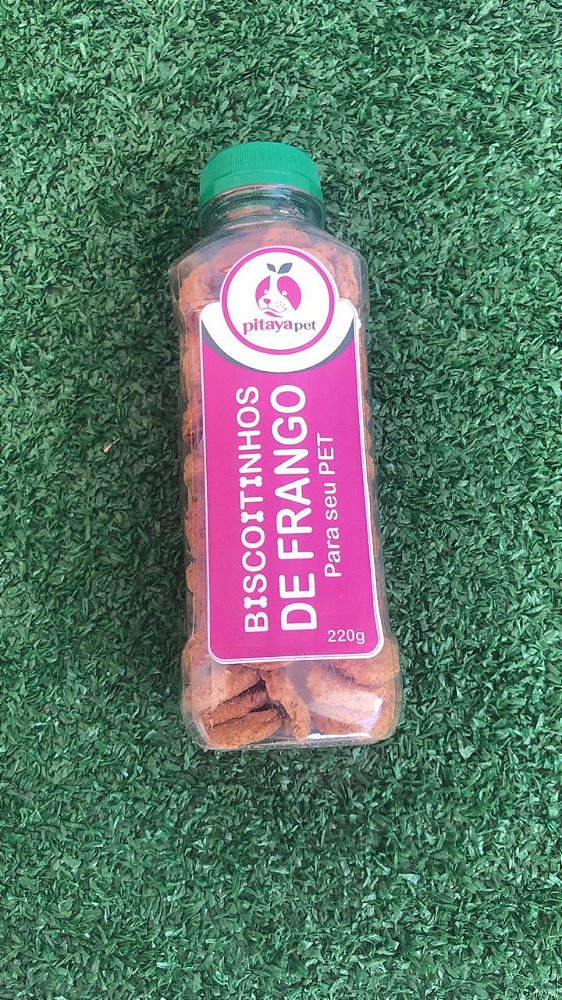 pitayapet
BISCOITINHOS
DE FRANGO
Para seu PET
220g